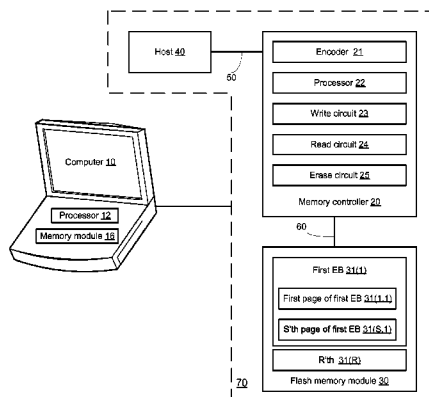 Host 40
50
Encoder 21
Processor 22
Write circuit 23
Read circuit 24
Erase circuit 25
Memory controller 20
Computer 10
Processor 12
Memory module 16
60
First EB 31(1)
First page of first EB 31(1,1)
S'th page of first EB 31(S,1)
R'th 31(R)
Flash memory module 30
70